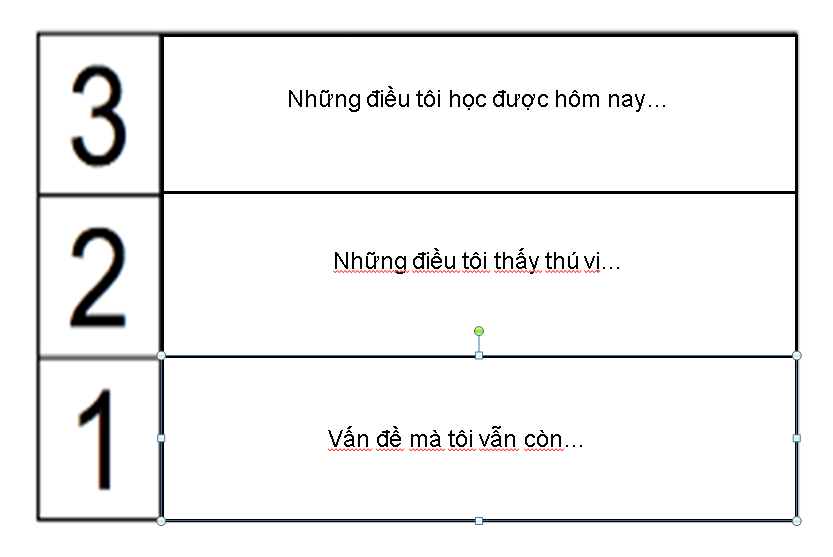 3
Những điều tôi học được hôm nay...
2
Những điều tôi thấy thú vị...
1
Vấn đề mà tôi vẫn còn...